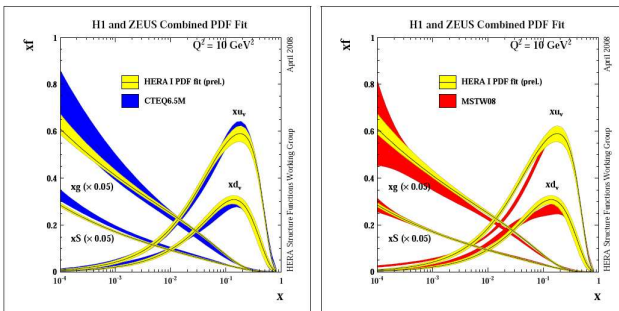 H1 and ZEUS Combined PDF Fit
xf
Q² = 10 GeV²
April 2008
HERA I PDF fit (prel.)
CTEQ6.5M
xuᵥ
xdᵥ
xg (× 0.05)
xS (× 0.05)
HERA Structure Functions Working Group
1
0.8
0.6
0.4
0.2
0
10⁻⁴
10⁻³
10⁻²
10⁻¹
1
x
H1 and ZEUS Combined PDF Fit
xf
Q² = 10 GeV²
April 2008
HERA I PDF fit (prel.)
MSTW08
xuᵥ
xdᵥ
xg (× 0.05)
xS (× 0.05)
HERA Structure Functions Working Group
1
0.8
0.6
0.4
0.2
0
10⁻⁴
10⁻³
10⁻²
10⁻¹
1
x